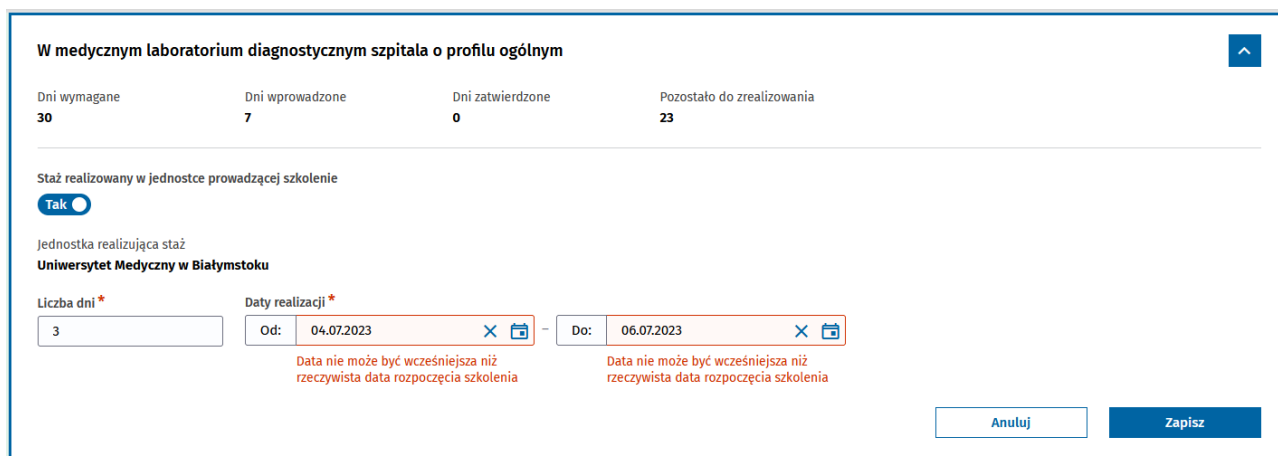 W medycznym laboratorium diagnostycznym szpitala o profilu ogólnym
Dni wymagane Dni wprowadzone Dni zatwierdzone Pozostało do zrealizowania
30 7 0 23
Staż realizowany w jednostce prowadzącej szkolenie
Tak
Jednostka realizująca staż
Uniwersytet Medyczny w Białymstoku
Liczba dni * Daty realizacji *
3 Od: 04.07.2023 – Do: 06.07.2023
Data nie może być wcześniejsza niż Data nie może być wcześniejsza niż
rzeczywista data rozpoczęcia szkolenia rzeczywista data rozpoczęcia szkolenia
Anuluj Zapisz